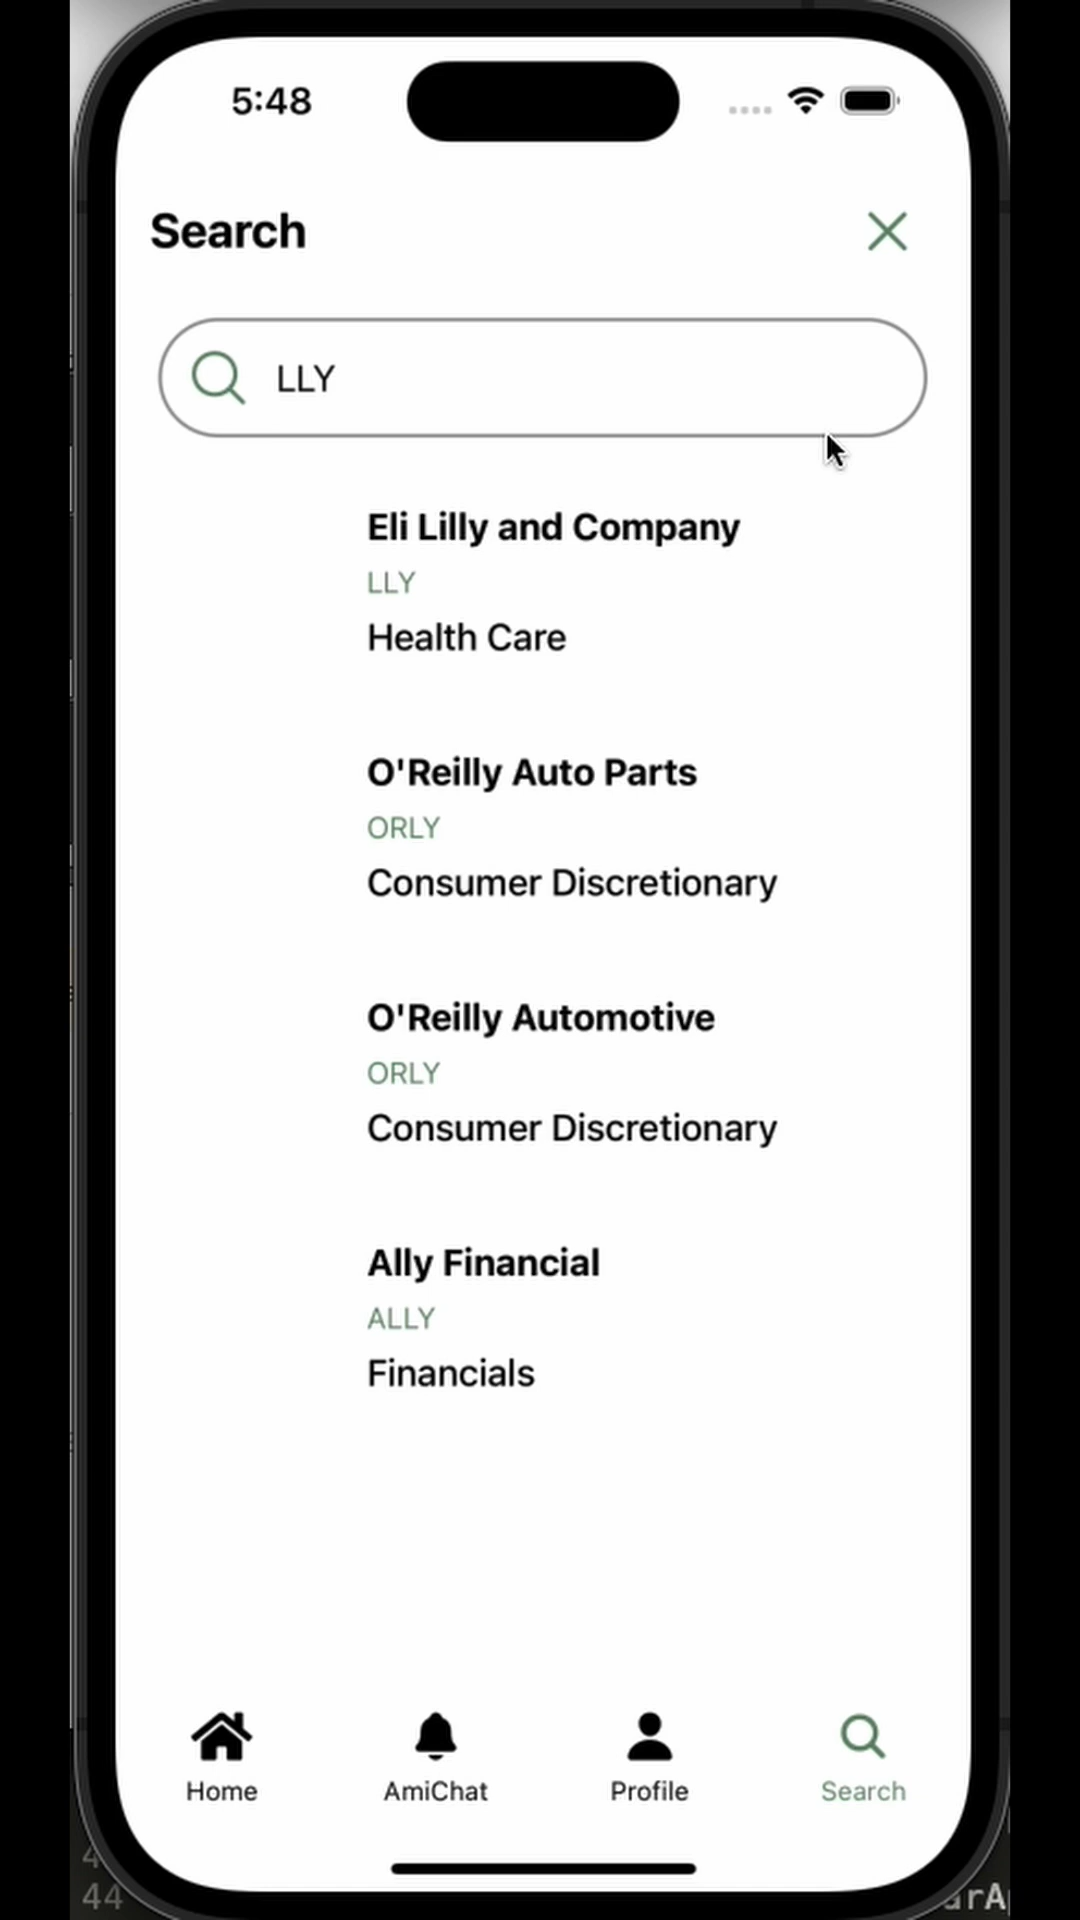 5:48
Search
LLY
Eli Lilly and Company
LLY
Health Care
O'Reilly Auto Parts
ORLY
Consumer Discretionary
O'Reilly Automotive
ORLY
Consumer Discretionary
Ally Financial
ALLY
Financials
Home
AmiChat
Profile
Search
44